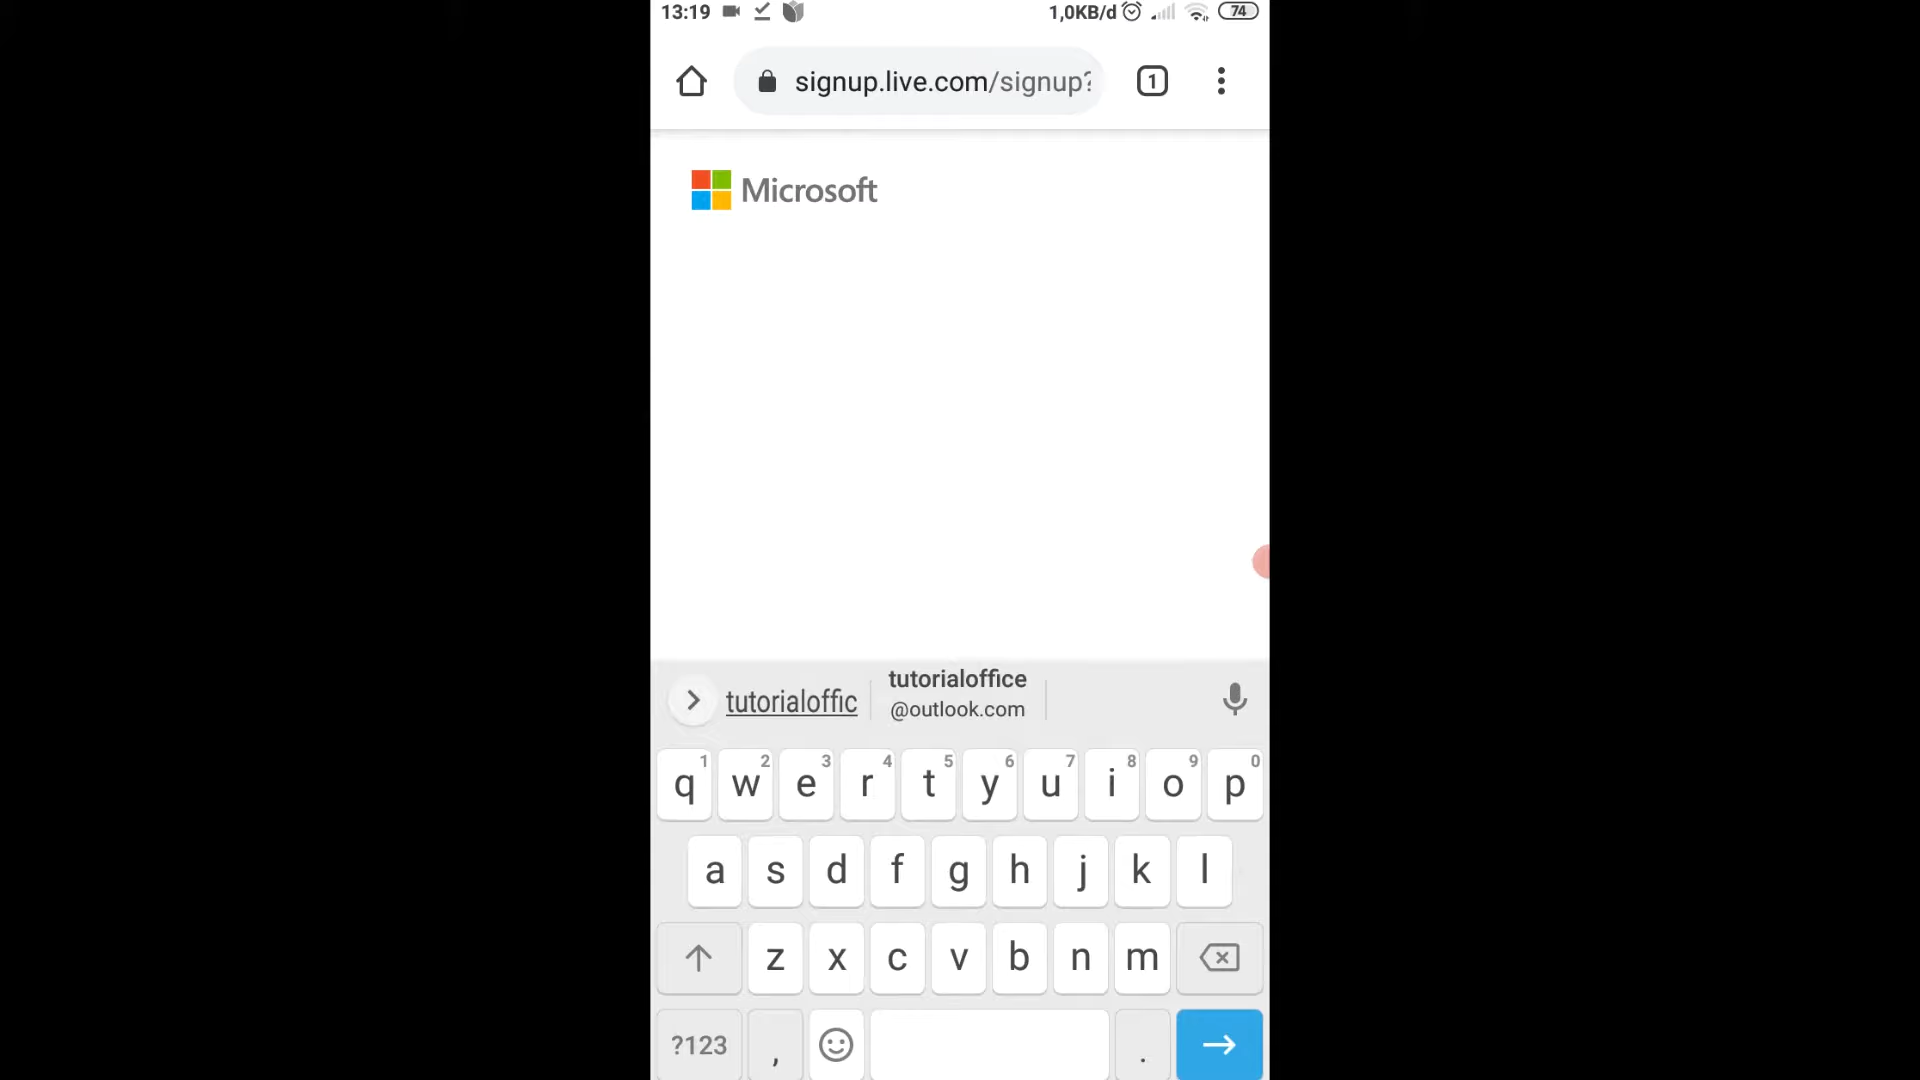 13:19 1,0KB/d 74
signup.live.com/signup? 1
Microsoft
tutorialoffic tutorialoffice
@outlook.com
1 2 3 4 5 6 7 8 9 0
q w e r t y u i o p
a s d f g h j k l
z x c v b n m
?123 , .